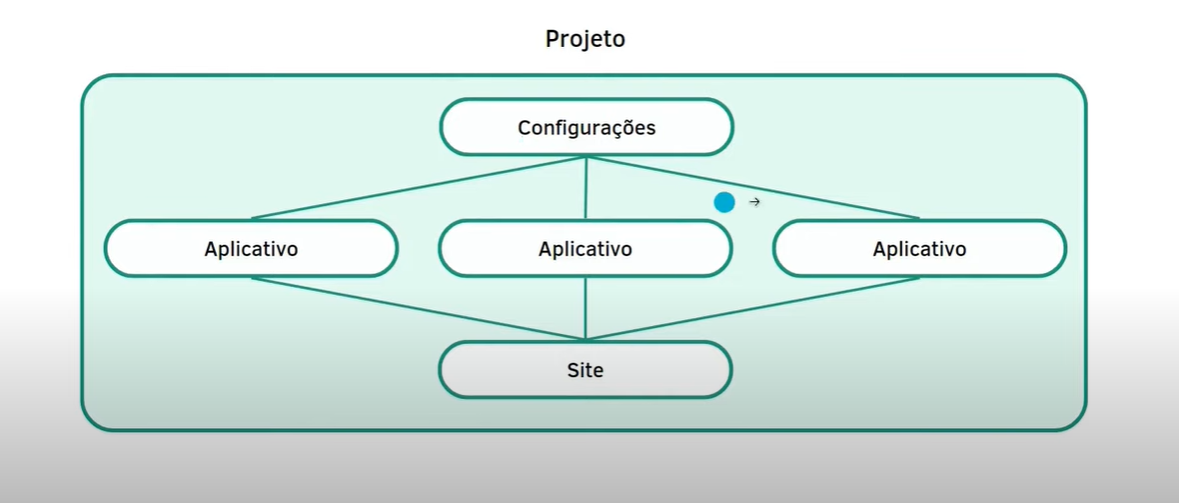 Projeto
Configurações
→
Aplicativo
Aplicativo
Aplicativo
Site